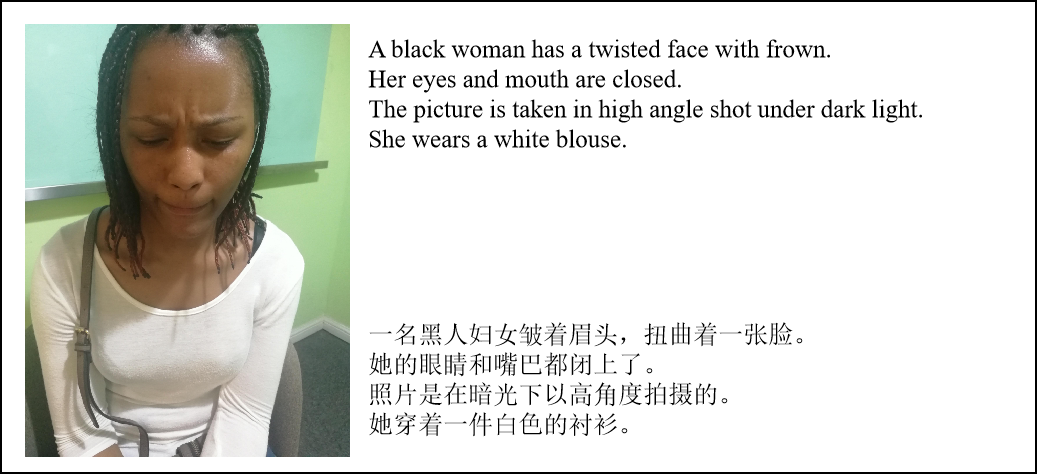 A black woman has a twisted face with frown.
Her eyes and mouth are closed.
The picture is taken in high angle shot under dark light.
She wears a white blouse.
一名黑人妇女皱着眉头，扭曲着一张脸。
她的眼睛和嘴巴都闭上了。
照片是在暗光下以高角度拍摄的。
她穿着一件白色的衬衫。